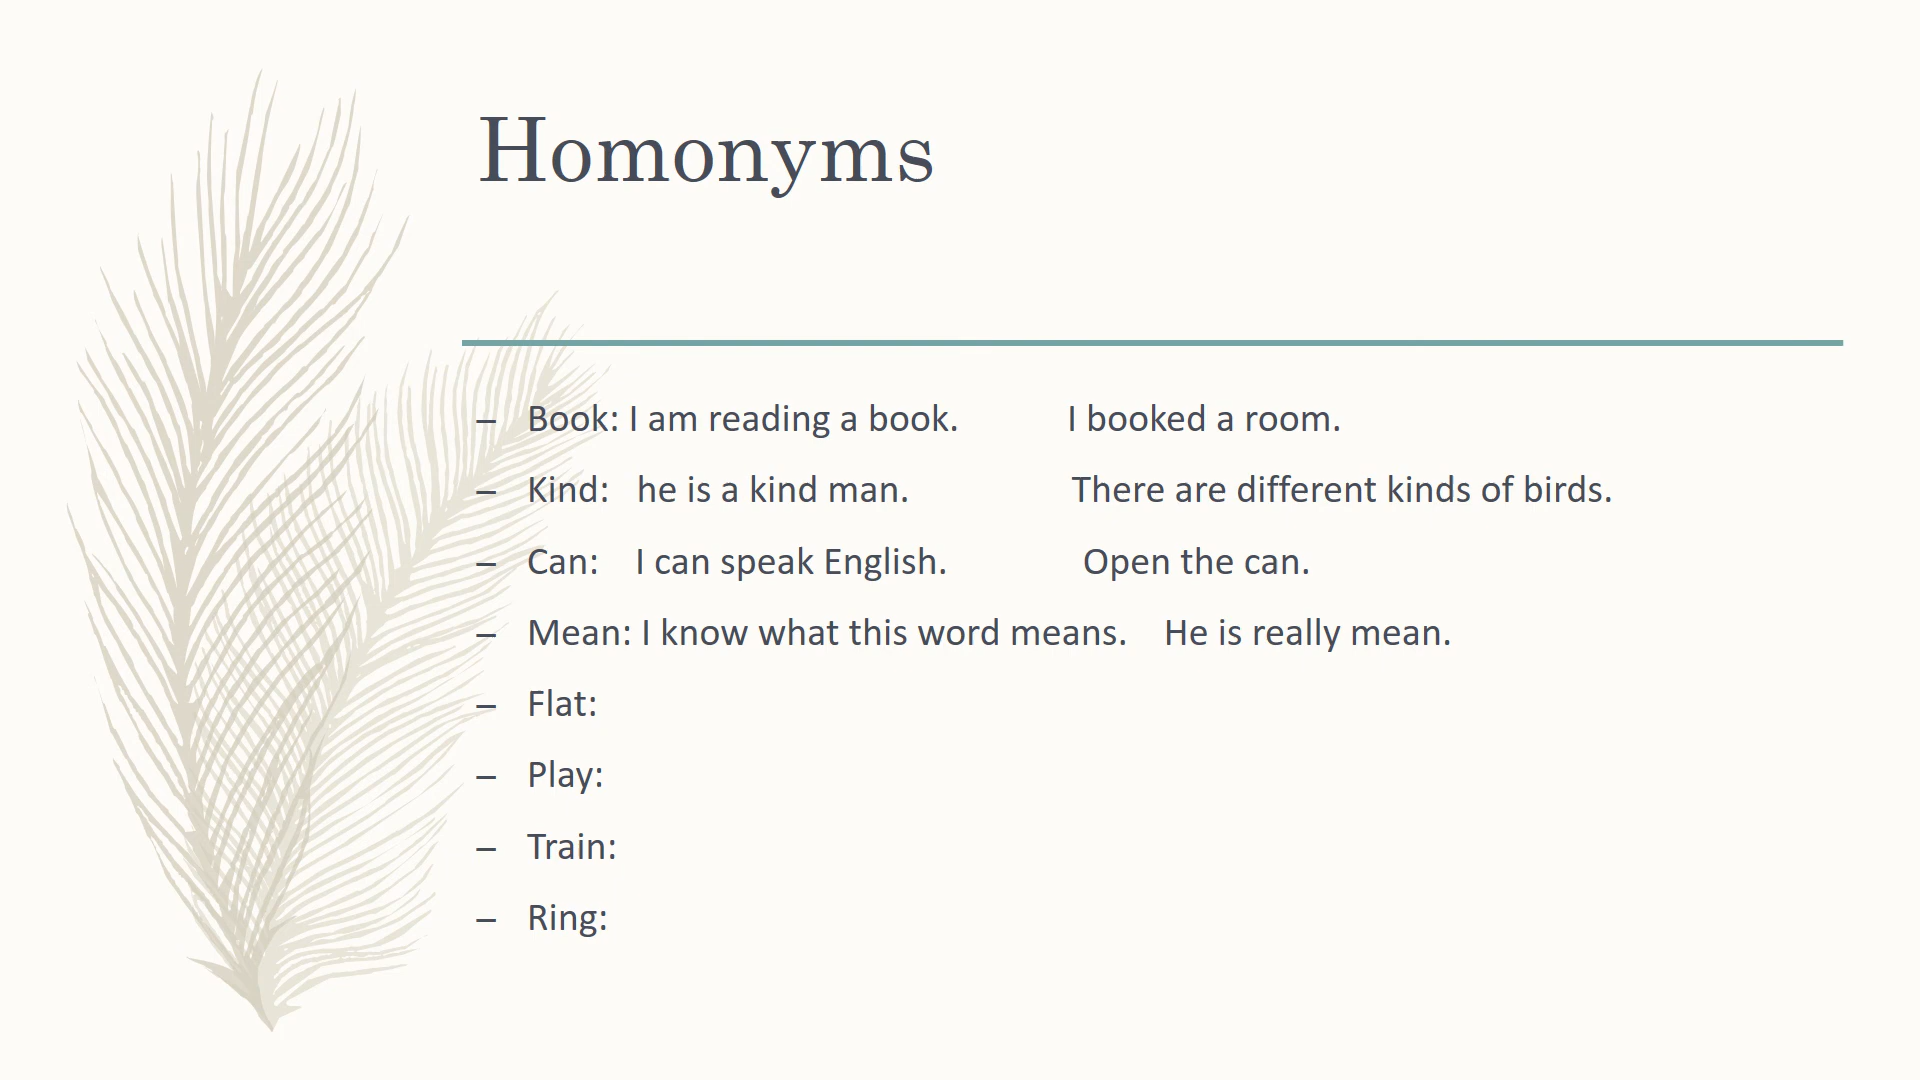 Homonyms
– Book: I am reading a book. I booked a room.
– Kind: he is a kind man. There are different kinds of birds.
– Can: I can speak English. Open the can.
– Mean: I know what this word means. He is really mean.
– Flat:
– Play:
– Train:
– Ring: